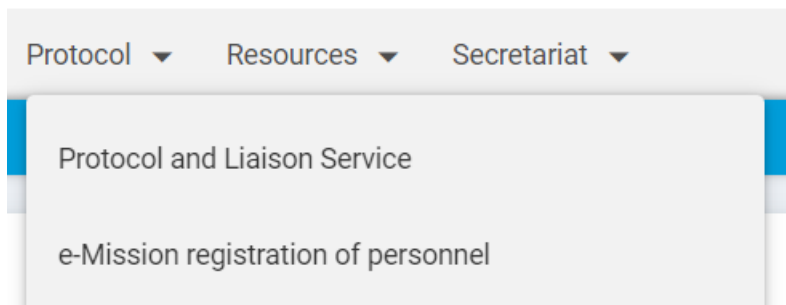 Protocol Resources Secretariat
Protocol and Liaison Service
e-Mission registration of personnel